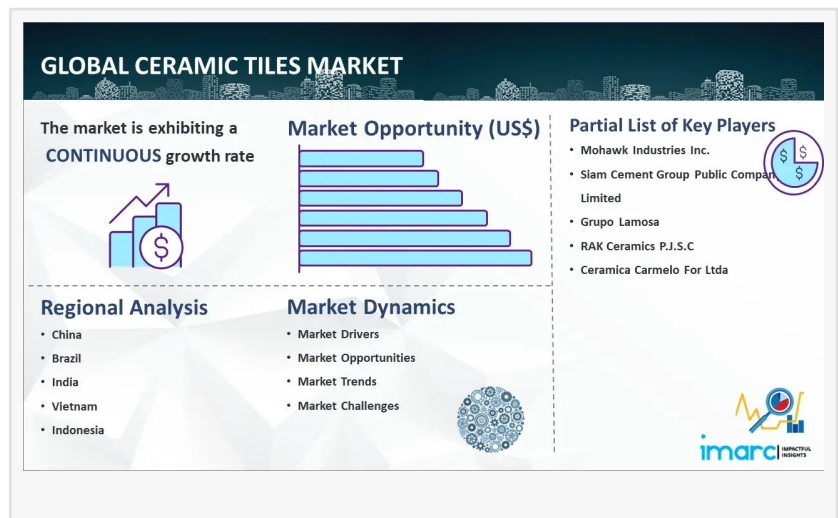 GLOBAL CERAMIC TILES MARKET
The market is exhibiting a
CONTINUOUS growth rate
$
Market Opportunity (US$)
Regional Analysis
• China
• Brazil
• India
• Vietnam
• Indonesia
Market Dynamics
• Market Drivers
• Market Opportunities
• Market Trends
• Market Challenges
Partial List of Key Players
$ $
$
• Mohawk Industries Inc.
• Siam Cement Group Public
Limited
• Grupo Lamosa
• RAK Ceramics P.J.S.C
• Ceramica Carmelo For Ltda
imarc IMPACTFUL
INSIGHTS